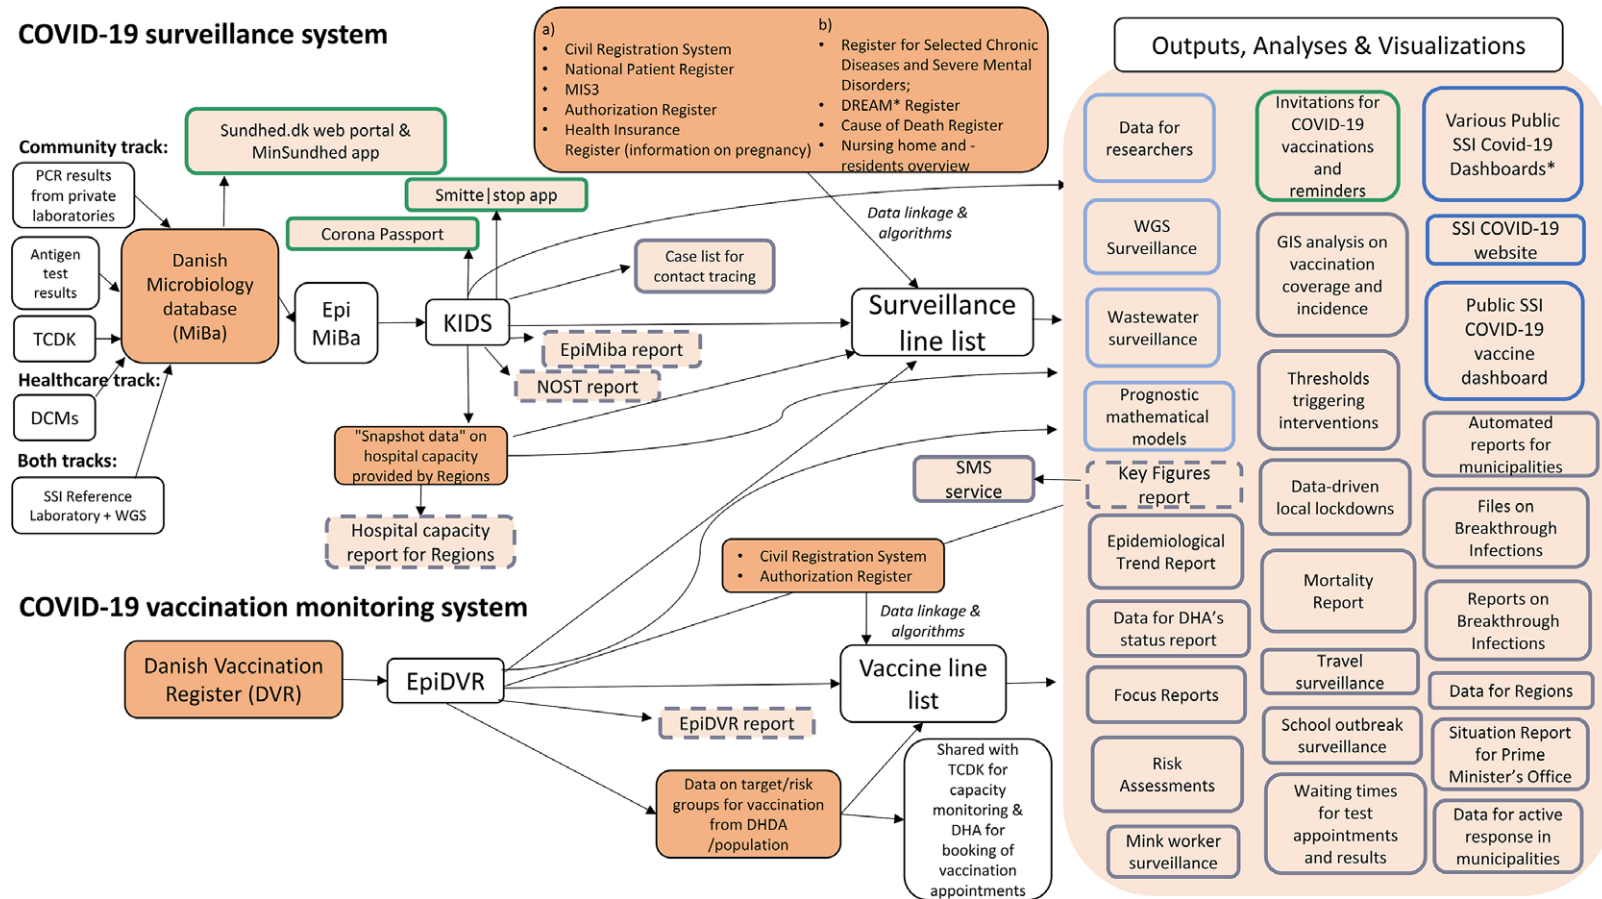 COVID-19 surveillance system
a)
• Civil Registration System
• National Patient Register
• MIS3
• Authorization Register
• Health Insurance
Register (information on pregnancy)
b)
• Register for Selected Chronic
Diseases and Severe Mental
Disorders;
• DREAM* Register
• Cause of Death Register
• Nursing home and -
residents overview
Data linkage &
algorithms
Community track:
PCR results
from private
laboratories
Antigen
test
results
TCDK
Healthcare track:
DCMs
Both tracks:
SSI Reference
Laboratory + WGS
Sundhed.dk web portal &
MinSundhed app
Danish
Microbiology
database
(MiBa)
Epi
MiBa
Corona Passport
Smitte|stop app
Case list for
contact tracing
KIDS
EpiMiba report
NOST report
"Snapshot data" on
hospital capacity
provided by Regions
Hospital capacity
report for Regions
Surveillance
line list
SMS
service
COVID-19 vaccination monitoring system
Danish Vaccination
Register (DVR)
EpiDVR
• Civil Registration System
• Authorization Register
Data linkage &
algorithms
Vaccine line
list
EpiDVR report
Data on target/risk
groups for vaccination
from DHDA
/population
Shared with
TCDK for
capacity
monitoring &
DHA for
booking of
vaccination
appointments
Outputs, Analyses & Visualizations
Data for
researchers
WGS
Surveillance
Wastewater
surveillance
Prognostic
mathematical
models
Key Figures
report
Epidemiological
Trend Report
Data for DHA's
status report
Focus Reports
Risk
Assessments
Mink worker
surveillance
Invitations for
COVID-19
vaccinations
and
reminders
GIS analysis on
vaccination
coverage and
incidence
Thresholds
triggering
interventions
Data-driven
local lockdowns
Mortality
Report
Travel
surveillance
School outbreak
surveillance
Waiting times
for test
appointments
and results
Various Public
SSI Covid-19
Dashboards*
SSI COVID-19
website
Public SSI
COVID-19
vaccine
dashboard
Automated
reports for
municipalities
Files on
Breakthrough
Infections
Reports on
Breakthrough
Infections
Data for Regions
Situation Report
for Prime
Minister's Office
Data for active
response in
municipalities